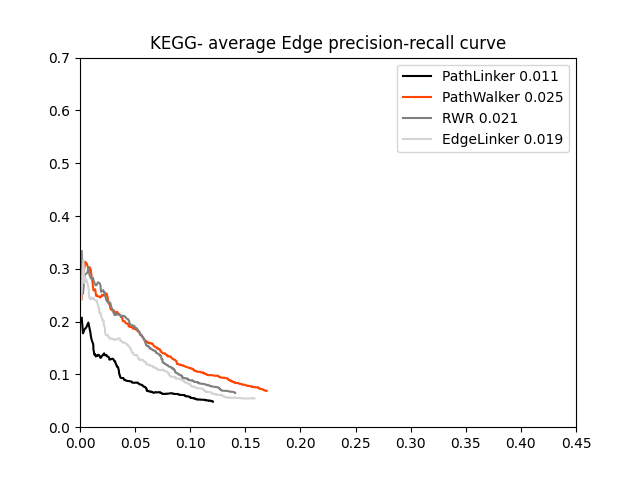 KEGG- average Edge precision-recall curve
PathLinker 0.011
PathWalker 0.025
RWR 0.021
EdgeLinker 0.019
0.7
0.6
0.5
0.4
0.3
0.2
0.1
0.0
0.00 0.05 0.10 0.15 0.20 0.25 0.30 0.35 0.40 0.45